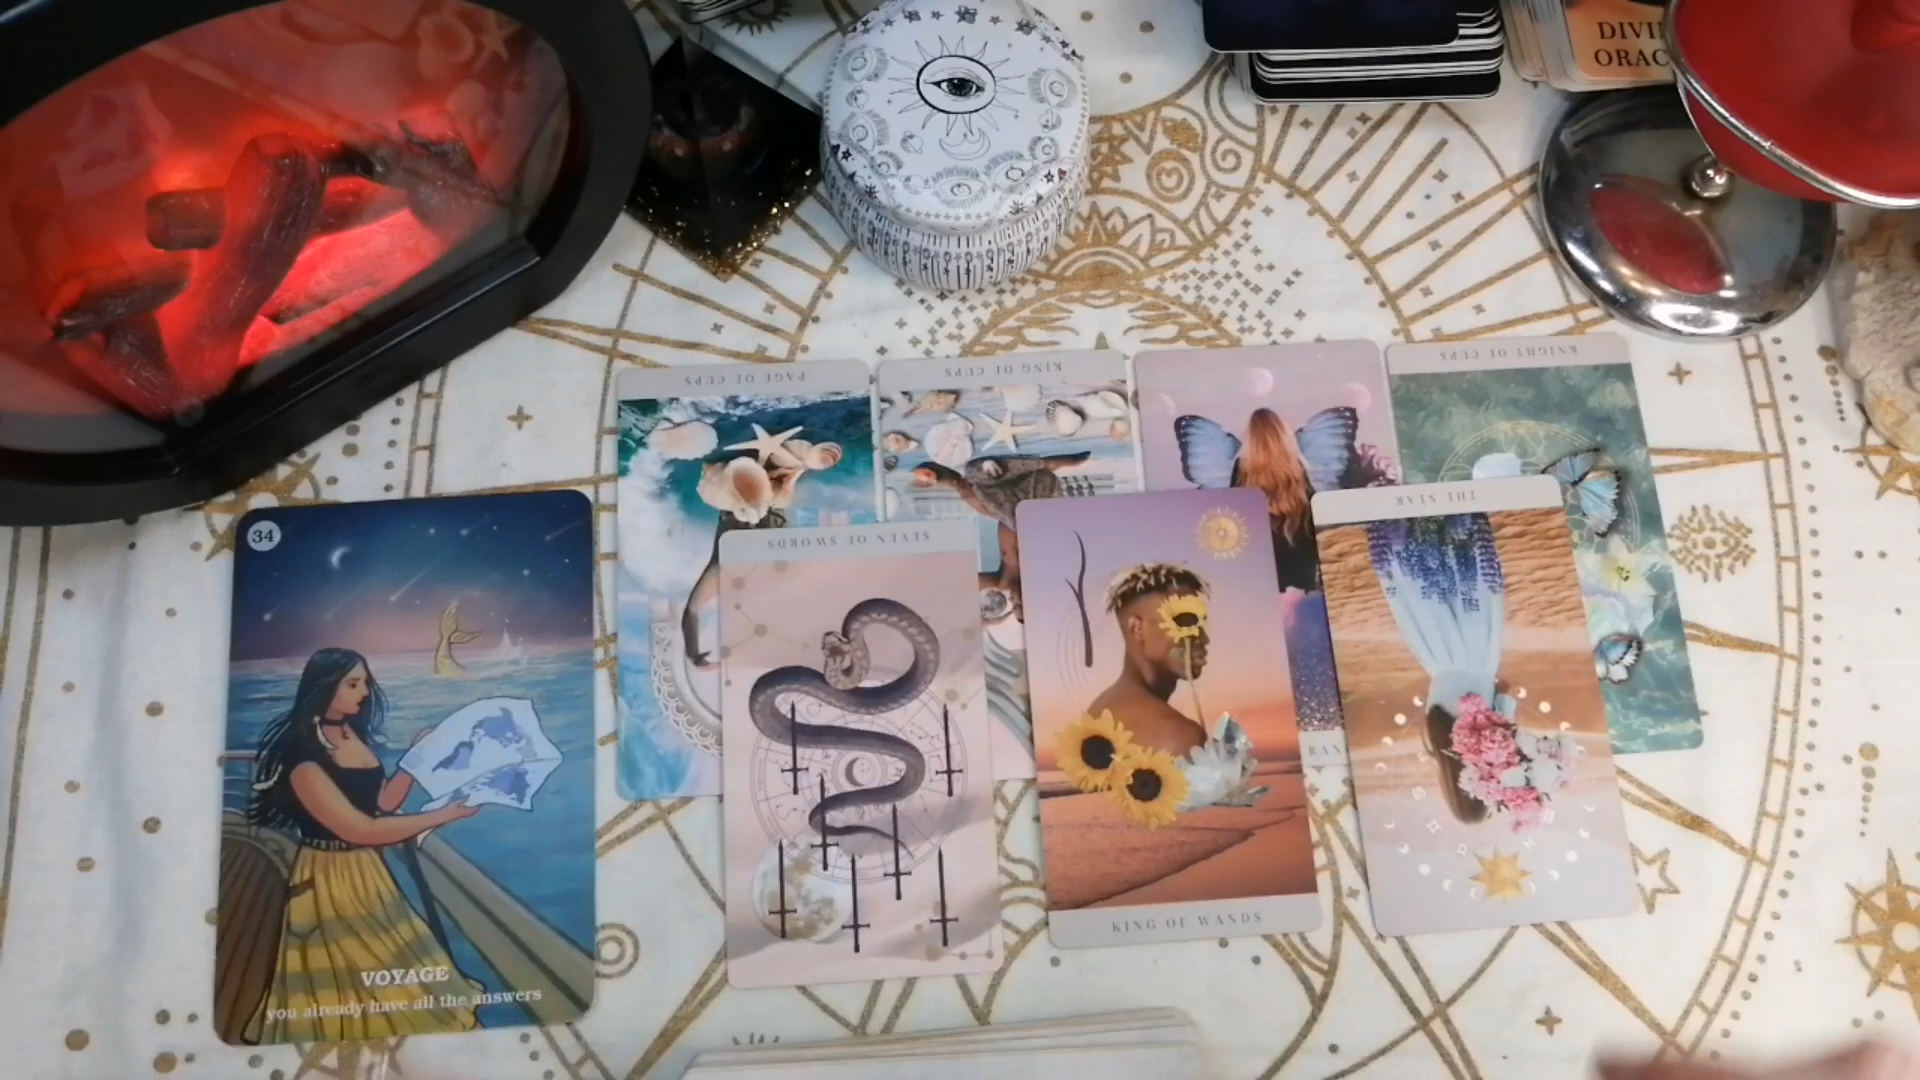 DIVI
ORAC
PAGE OF CUPS
KING OF CUPS
KNIGHT OF CUPS
34
SEVEN OF SWORDS
THE STAR
RAN
KING OF WANDS
VOYAGE
you already have all the answers